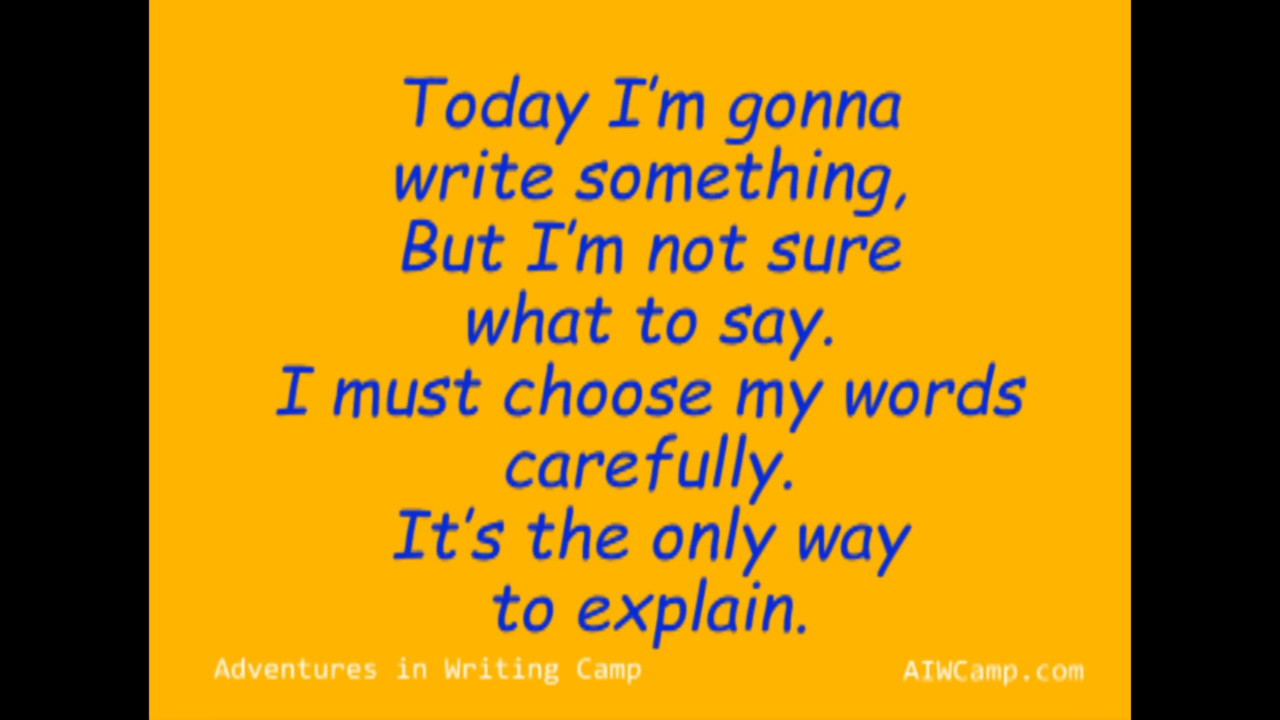 Today I'm gonna
write something,
But I'm not sure
what to say.
I must choose my words
carefully.
It's the only way
to explain.
Adventures in Writing Camp
AIWCamp.com